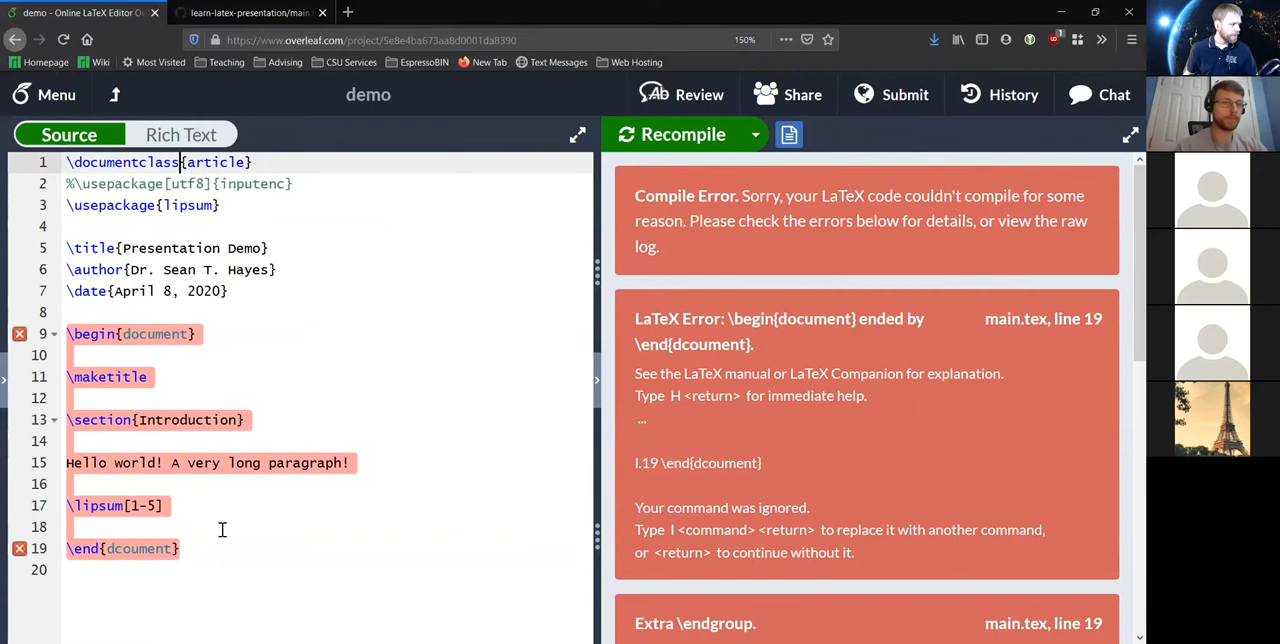 demo - Online LaTeX Editor Ov
learn-latex-presentation/main.
https://www.overleaf.com/project/5e8e4ba673aa8d0001da8390
150%
1
Homepage
Wiki
Most Visited
Teaching
Advising
CSU Services
EspressoBIN
New Tab
Text Messages
Web Hosting
Menu
demo
Ab Review
Share
Submit
History
Chat
Source
Rich Text
Recompile
1 \documentclass{article}
2 %\usepackage[utf8]{inputenc}
3 \usepackage{lipsum}
4
5 \title{Presentation Demo}
6 \author{Dr. Sean T. Hayes}
7 \date{April 8, 2020}
8
9 \begin{document}
10
11 \maketitle
12
13 \section{Introduction}
14
15 Hello world! A very long paragraph!
16
17 \lipsum[1-5]
18
19 \end{dcoument}
20
Compile Error. Sorry, your LaTeX code couldn't compile for some
reason. Please check the errors below for details, or view the raw
log.
LaTeX Error: \begin{document} ended by main.tex, line 19
\end{dcoument}.
See the LaTeX manual or LaTeX Companion for explanation.
Type H <return> for immediate help.
...
l.19 \end{dcoument}
Your command was ignored.
Type I <command> <return> to replace it with another command,
or <return> to continue without it.
Extra \endgroup. main.tex, line 19